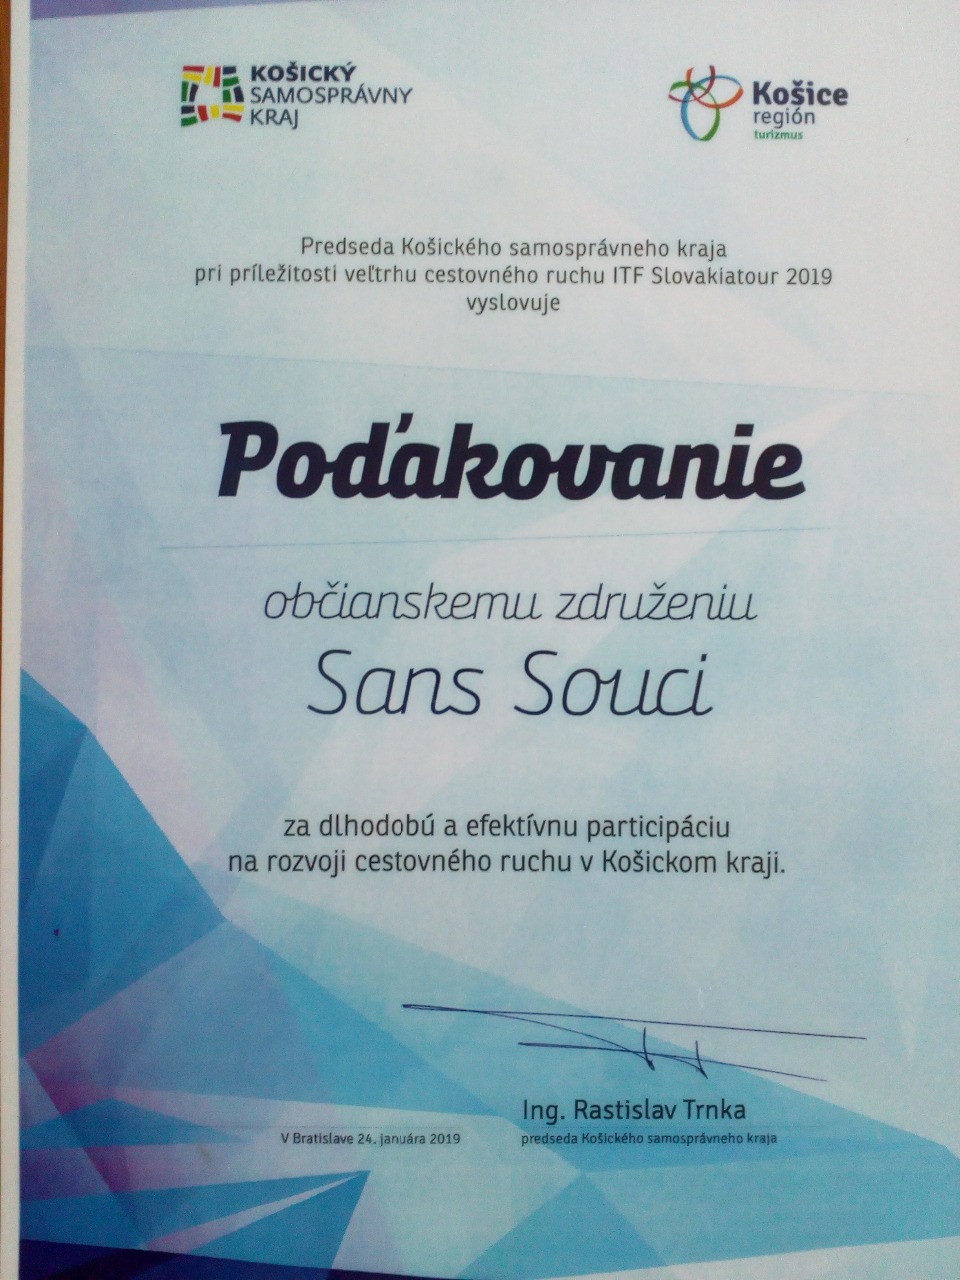 KOŠICKÝ
SAMOSPRÁVNY
KRAJ
Košice
región
turizmus
Predseda Košického samosprávneho kraja
pri príležitosti veľtrhu cestovného ruchu ITF Slovakiatour 2019
vyslovuje
Poďakovanie
občianskemu združeniu
Sans Souci
za dlhodobú a efektívnu participáciu
na rozvoji cestovného ruchu v Košickom kraji.
Ing. Rastislav Trnka
V Bratislave 24. januára 2019
predseda Košického samosprávneho kraja